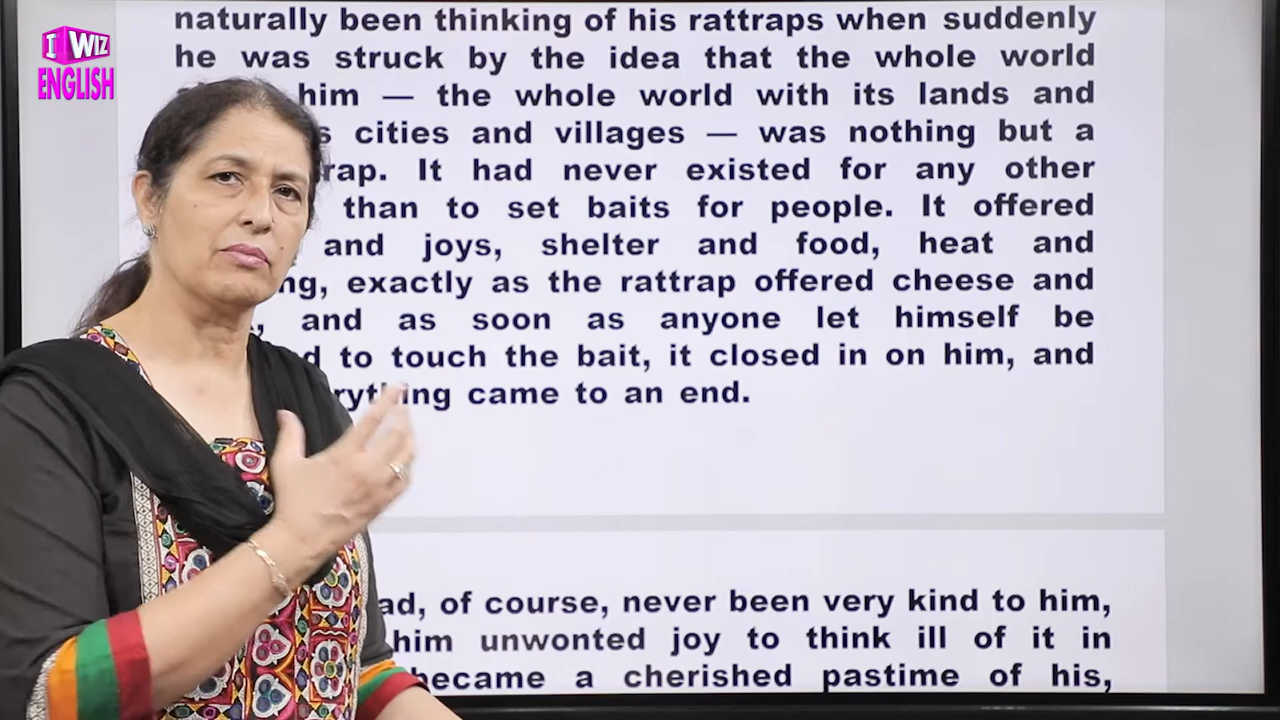 I WIZ
ENGLISH
naturally been thinking of his rattraps when suddenly
he was struck by the idea that the whole world
him — the whole world with its lands and
cities and villages — was nothing but a
It had never existed for any other
than to set baits for people. It offered
and joys, shelter and food, heat and
exactly as the rattrap offered cheese and
and as soon as anyone let himself be
to touch the bait, it closed in on him, and
came to an end.
of course, never been very kind to him,
him unwonted joy to think ill of it in
became a cherished pastime of his,